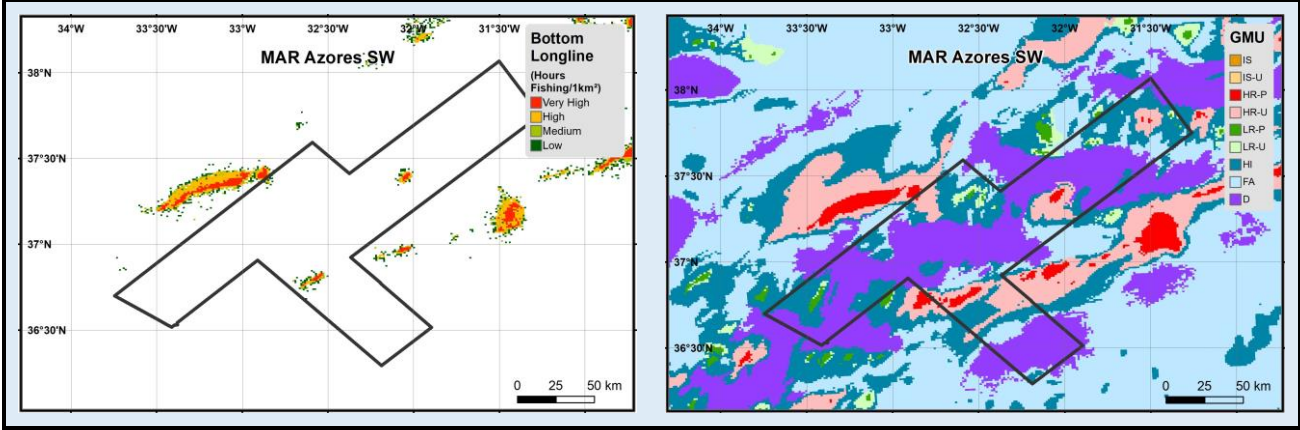 34°W 33°30'W 33°W 32°30'W 32°W 31°30'W
MAR Azores SW
38°N
37°30'N
37°N
36°30'N
Bottom
Longline
(Hours
Fishing/1km²)
Very High
High
Medium
Low
0 25 50 km
34°W 33°30'W 33°W 32°30'W 32°W 31°30'W
MAR Azores SW
38°N
37°30'N
37°N
36°30'N
GMU
IS
IS-U
HR-P
HR-U
LR-P
LR-U
HI
FA
D
0 25 50 km